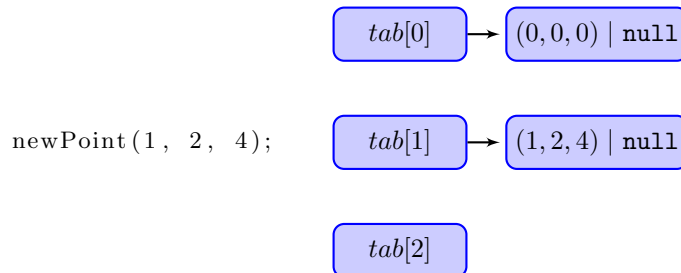 tab[0] (0, 0, 0) | null
newPoint(1, 2, 4); tab[1] (1, 2, 4) | null
tab[2]